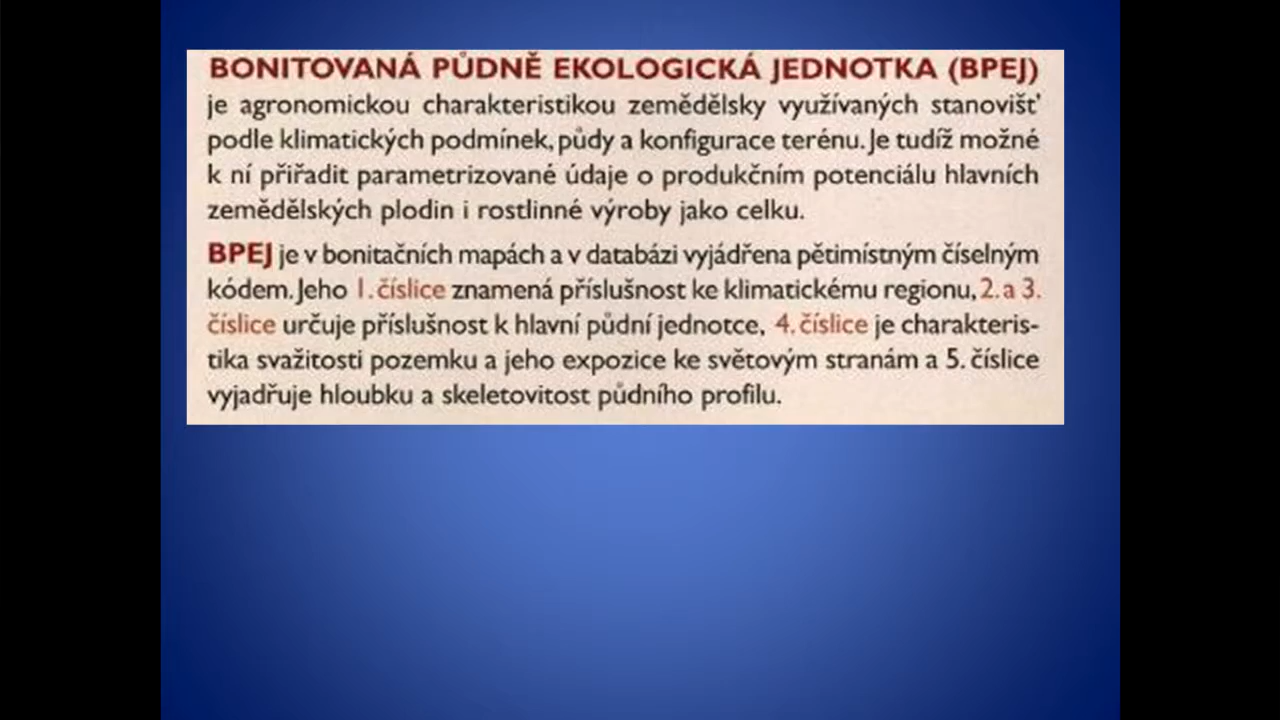 BONITOVANÁ PŮDNĚ EKOLOGICKÁ JEDNOTKA (BPEJ)
je agronomickou charakteristikou zemědělsky využívaných stanovišť
podle klimatických podmínek, půdy a konfigurace terénu. Je tudíž možné
k ní přiřadit parametrizované údaje o produkčním potenciálu hlavních
zemědělských plodin i rostlinné výroby jako celku.
BPEJ je v bonitačních mapách a v databázi vyjádřena pětimístným číselným
kódem. Jeho 1. číslice znamená příslušnost ke klimatickému regionu, 2. a 3.
číslice určuje příslušnost k hlavní půdní jednotce, 4. číslice je charakteris-
tika svažitosti pozemku a jeho expozice ke světovým stranám a 5. číslice
vyjadřuje hloubku a skeletovitost půdního profilu.